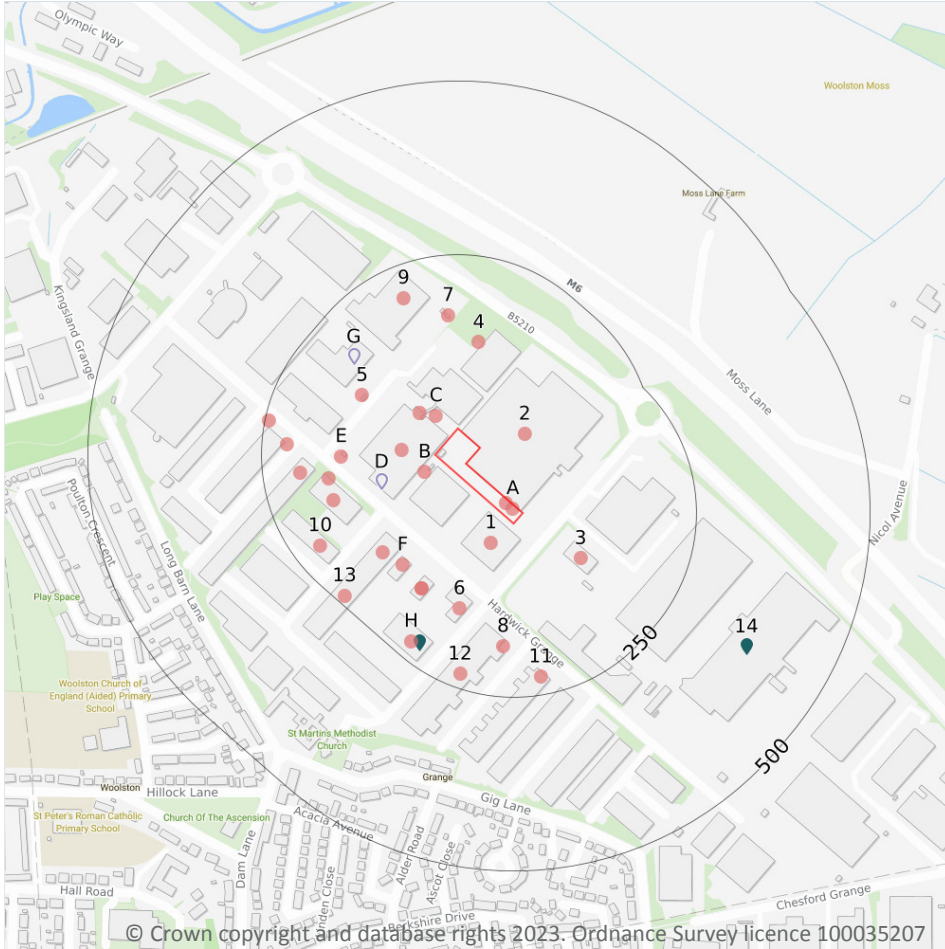 Olympic Way
Woolston Moss
Moss Lane Farm
M6
Kingsland Grange
B5210
9
7
4
G
5
C
2
Moss Lane
E
D
B
A
Nicol Avenue
1
3
10
F
Poulton Crescent
Long Barn Lane
13
6
Play Space
H
8
Hardwick Grange
250
14
12
11
Woolston Church of
England (Aided) Primary
School
St Martins Methodist
Church
500
Grange
Woolston
Hillock Lane
Gig Lane
St Peter's Roman Catholic
Primary School
Church Of The Ascension
Acacia Avenue
Dam Lane
Alder Road
Ascot Close
Hall Road
Chesford Grange
Berkshire Drive
© Crown copyright and database rights 2023. Ordnance Survey licence 100035207